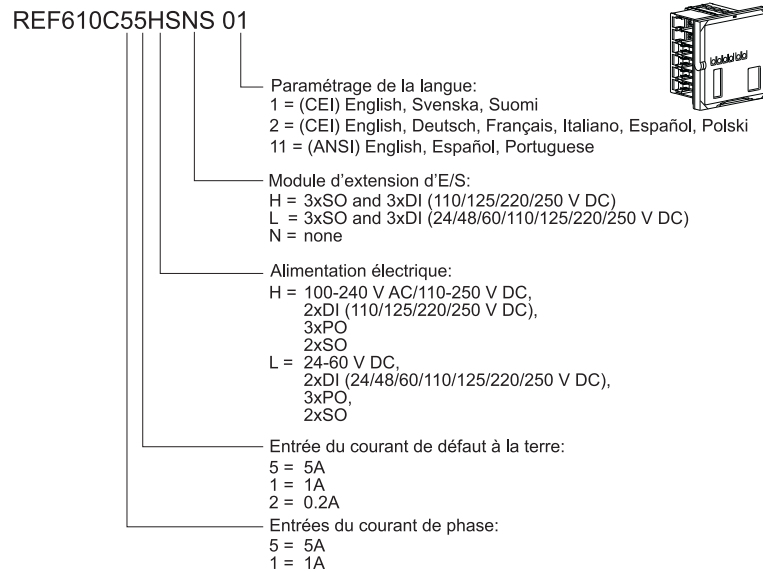 REF610C55HSNS 01
Paramétrage de la langue:
1 = (CEI) English, Svenska, Suomi
2 = (CEI) English, Deutsch, Français, Italiano, Español, Polski
11 = (ANSI) English, Español, Portuguese
Module d'extension d'E/S:
H = 3xSO and 3xDI (110/125/220/250 V DC)
L = 3xSO and 3xDI (24/48/60/110/125/220/250 V DC)
N = none
Alimentation électrique:
H = 100-240 V AC/110-250 V DC,
2xDI (110/125/220/250 V DC),
3xPO
2xSO
L = 24-60 V DC,
2xDI (24/48/60/110/125/220/250 V DC),
3xPO,
2xSO
Entrée du courant de défaut à la terre:
5 = 5A
1 = 1A
2 = 0.2A
Entrées du courant de phase:
5 = 5A
1 = 1A